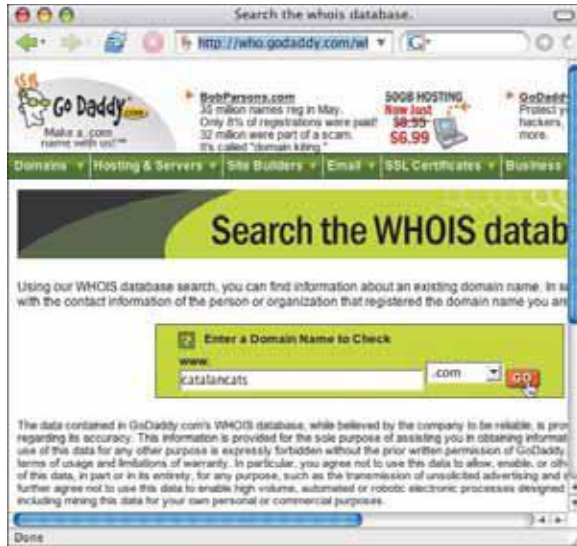 Search the whois database.
http://who.godaddy.com/wl
G
Go Daddy.com
Make a .com
name with us!™
BobParsons.com
35 million names reg in May.
Only 8% of registrations were paid!
32 million were part of a scam.
It's called "domain kiting."
50GB HOSTING
Now Just
$8.99
$6.99
GoDadd
Protect y
hackers,
more.
Domains
Hosting & Servers
Site Builders
Email
SSL Certificates
Business
Search the WHOIS datab
Using our WHOIS database search, you can find information about an existing domain name. In se
with the contact information of the person or organization that registered the domain name you are
Enter a Domain Name to Check
www.
catalancats
.com
GO
The data contained in GoDaddy.com's WHOIS database, while believed by the company to be reliable, is prov
regarding its accuracy. This information is provided for the sole purpose of assisting you in obtaining informat
use of this data for any other purpose is expressly forbidden without the prior written permission of GoDaddy.
terms of usage and limitations of warranty. In particular, you agree not to use this data to allow, enable, or oth
of this data, in part or in its entirety, for any purpose, such as the transmission of unsolicited advertising and s
further agree not to use this data to enable high volume, automated or robotic electronic processes designed
including mining this data for your own personal or commercial purposes.
Done